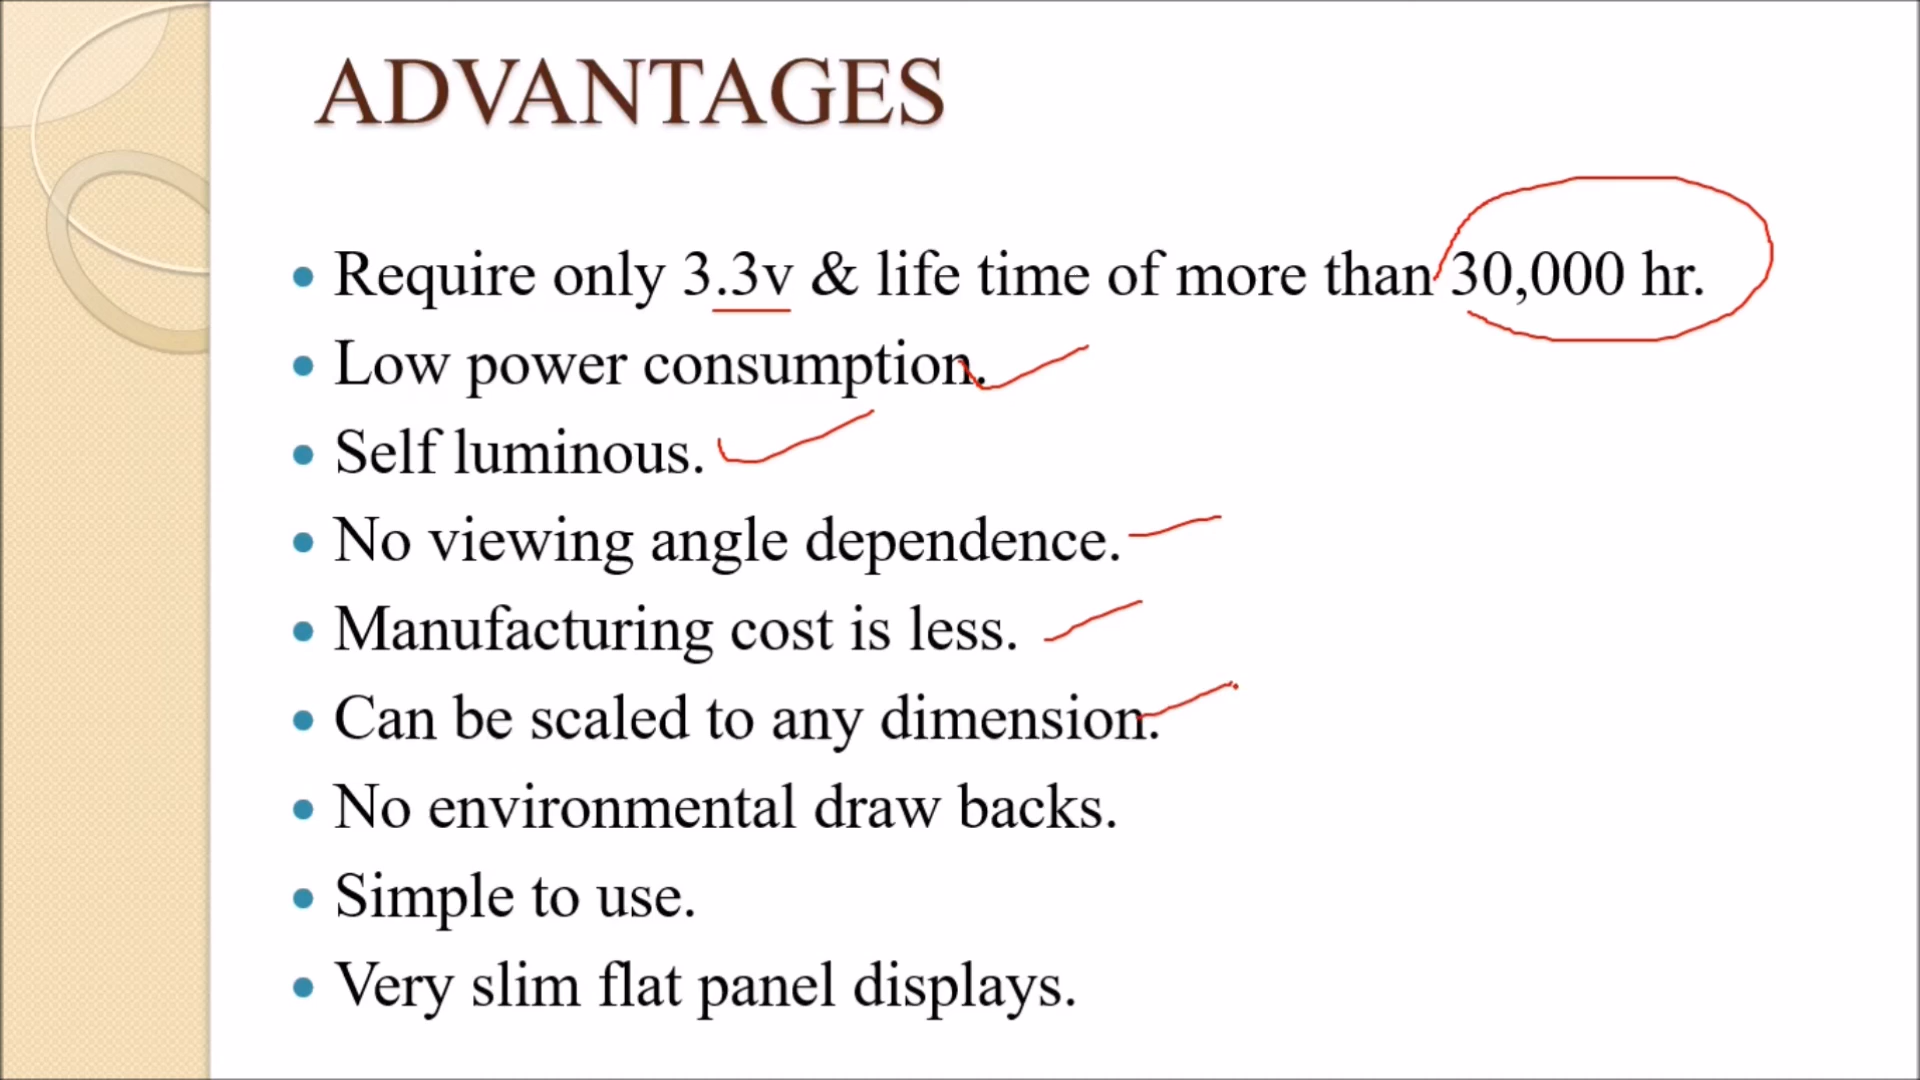 ADVANTAGES
• Require only 3.3v & life time of more than 30,000 hr.
• Low power consumption.
• Self luminous.
• No viewing angle dependence.
• Manufacturing cost is less.
• Can be scaled to any dimension.
• No environmental draw backs.
• Simple to use.
• Very slim flat panel displays.